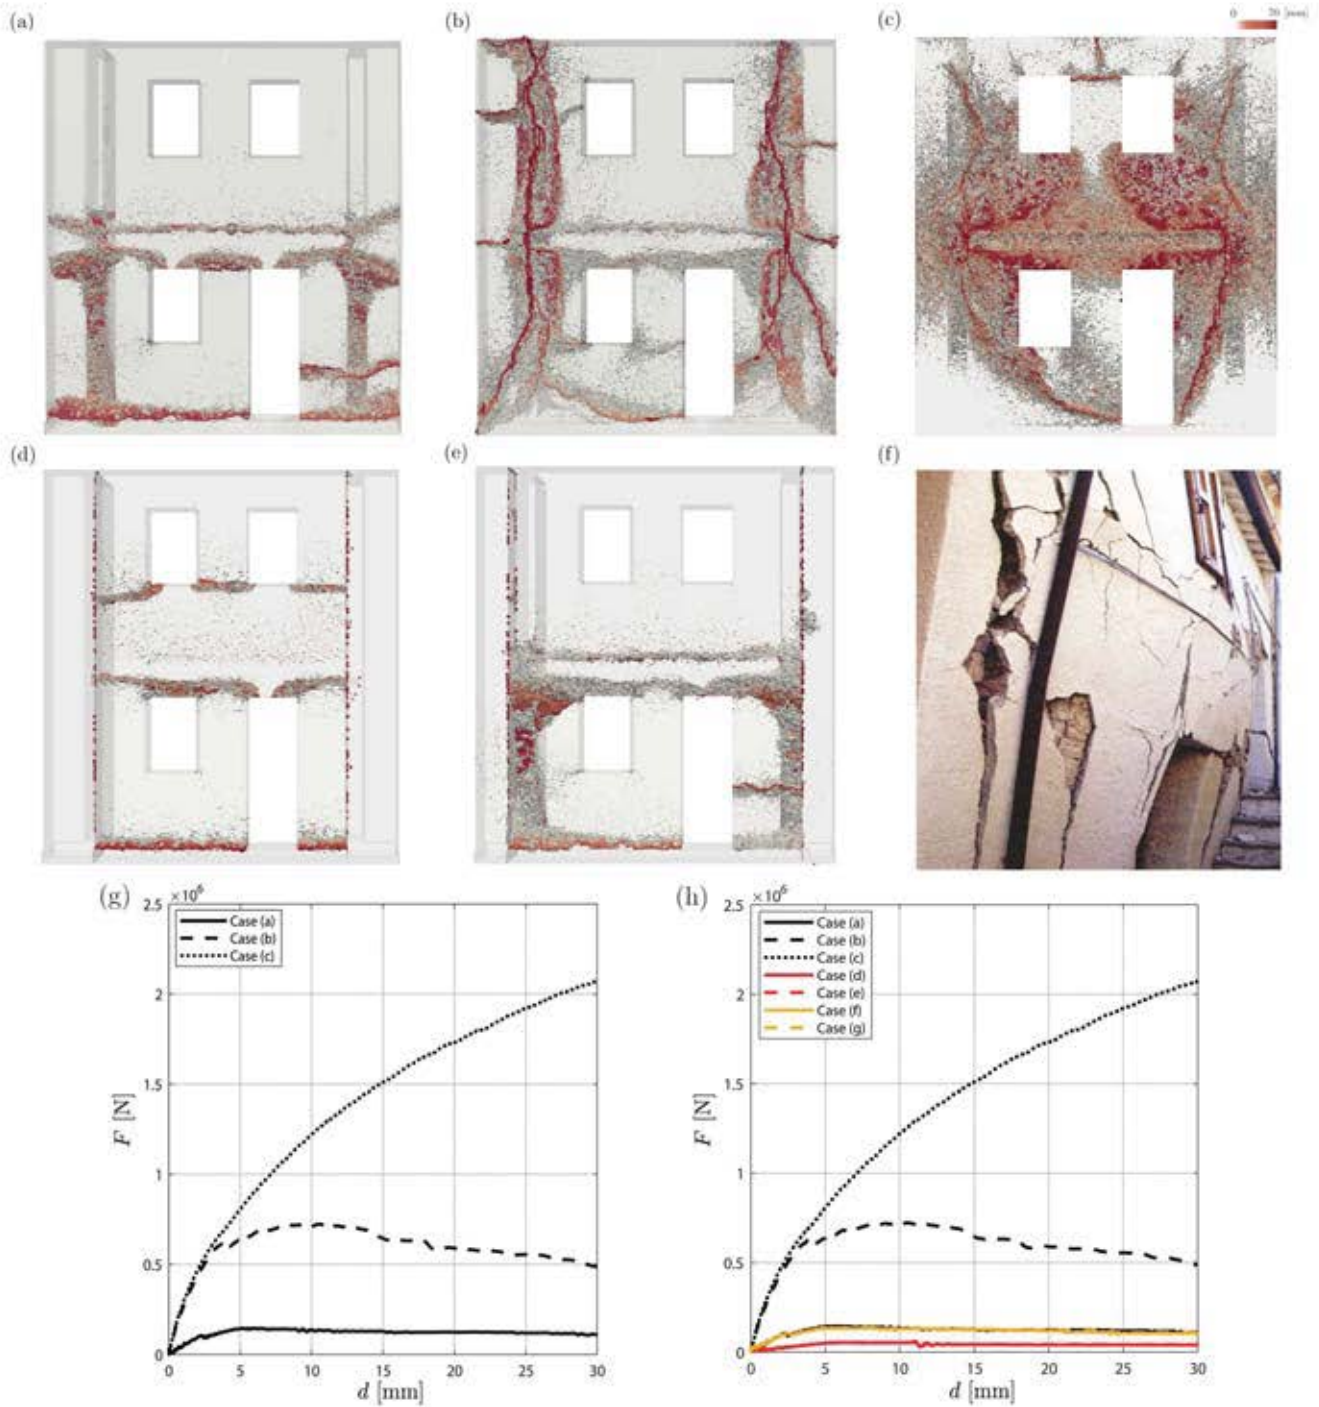 (a)
(b)
(c)
0 20 [mm]
(d)
(e)
(f)
(g)
×10⁶
2.5
2
1.5
1
0.5
0
F [N]
Case (a)
Case (b)
Case (c)
0 5 10 15 20 25 30
d [mm]
(h)
×10⁶
2.5
2
1.5
1
0.5
0
F [N]
Case (a)
Case (b)
Case (c)
Case (d)
Case (e)
Case (f)
Case (g)
0 5 10 15 20 25 30
d [mm]